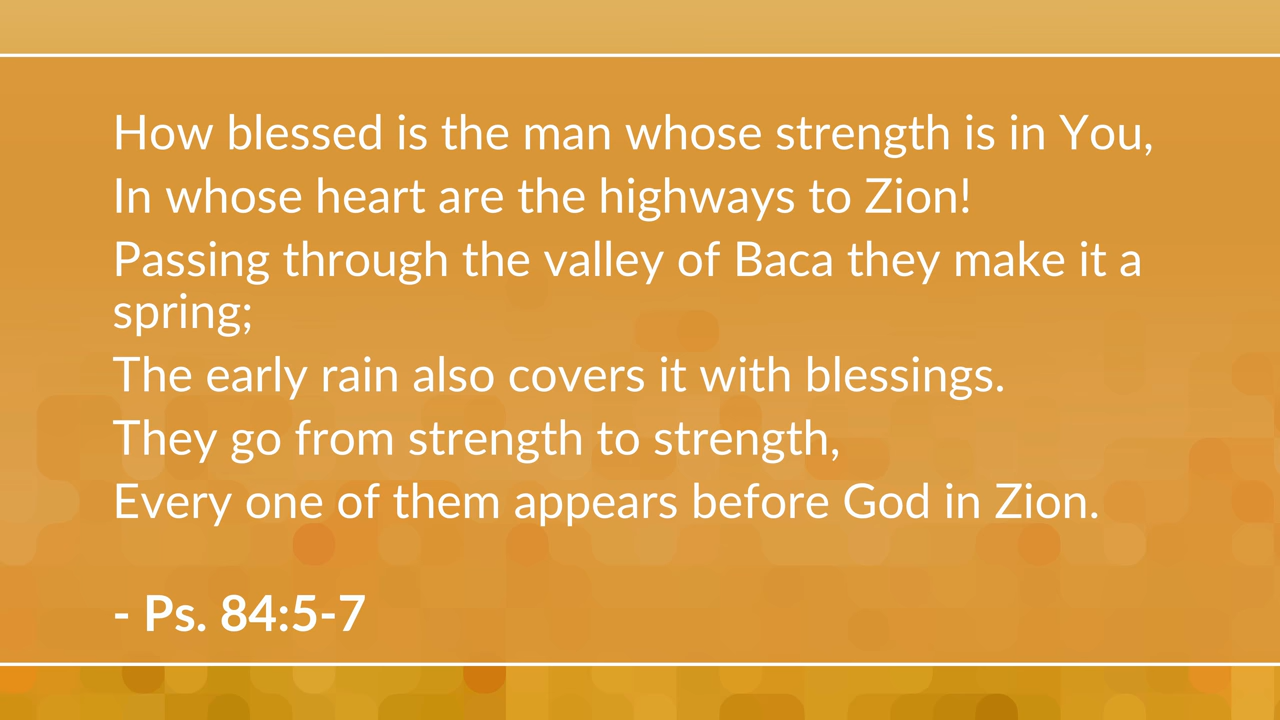 How blessed is the man whose strength is in You,
In whose heart are the highways to Zion!
Passing through the valley of Baca they make it a
spring;
The early rain also covers it with blessings.
They go from strength to strength,
Every one of them appears before God in Zion.
- Ps. 84:5-7